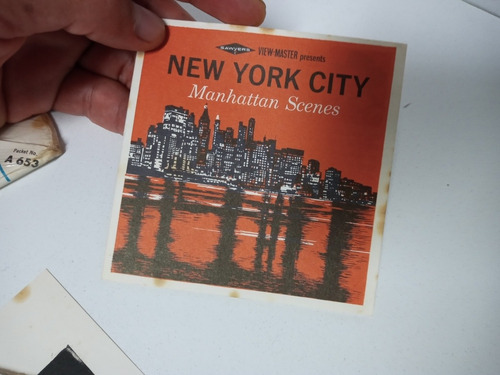 SAWYER'S
VIEW-MASTER presents
NEW YORK CITY
Manhattan Scenes
Packet No.
A 653